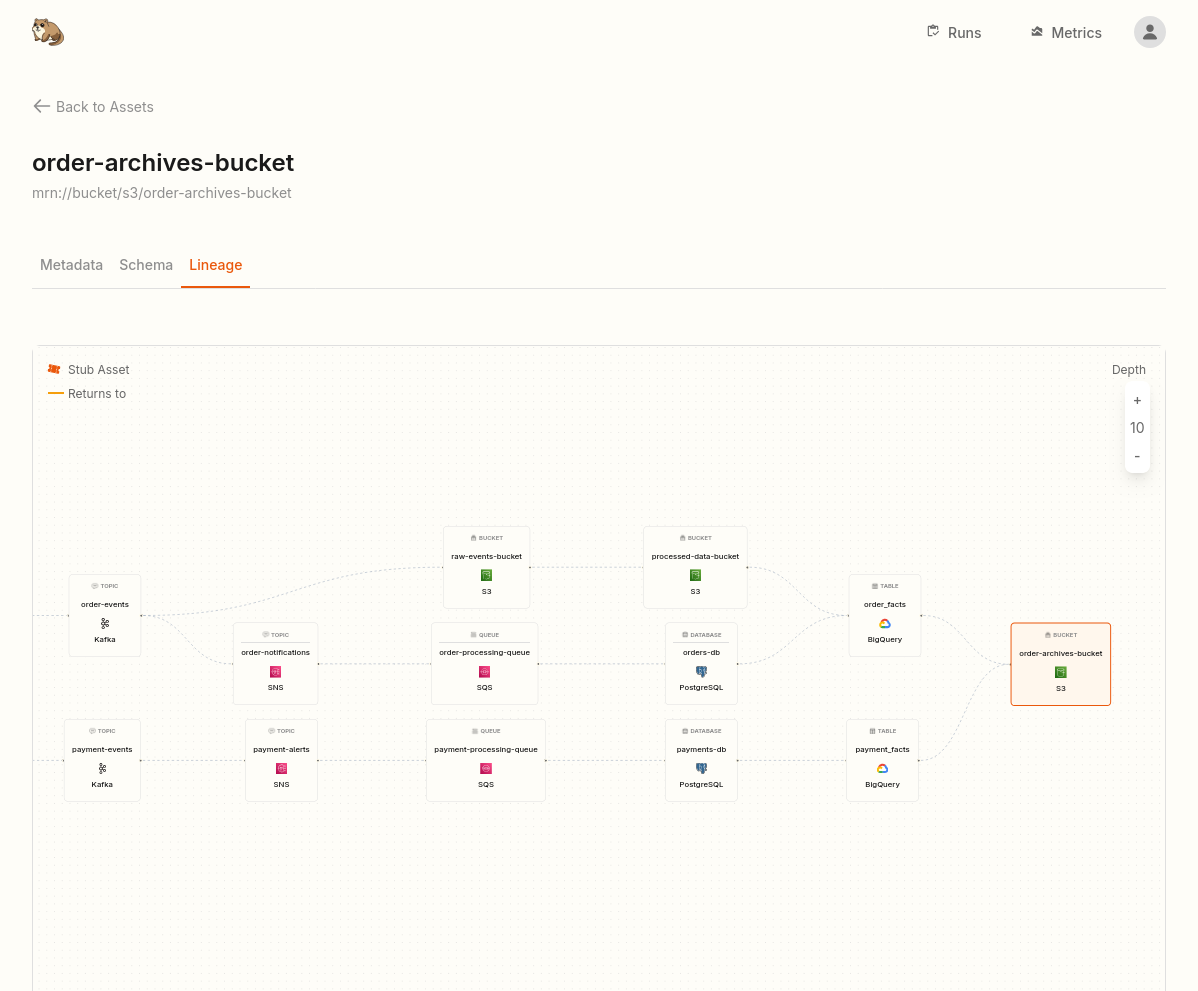 Runs
Metrics
Back to Assets
order-archives-bucket
mrn://bucket/s3/order-archives-bucket
Metadata
Schema
Lineage
Stub Asset
Returns to
Depth
+
10
-
BUCKET
raw-events-bucket
S3
BUCKET
processed-data-bucket
S3
TOPIC
order-events
Kafka
TABLE
order_facts
BigQuery
TOPIC
order-notifications
SNS
QUEUE
order-processing-queue
SQS
DATABASE
orders-db
PostgreSQL
BUCKET
order-archives-bucket
S3
TOPIC
payment-events
Kafka
TOPIC
payment-alerts
SNS
QUEUE
payment-processing-queue
SQS
DATABASE
payments-db
PostgreSQL
TABLE
payment_facts
BigQuery